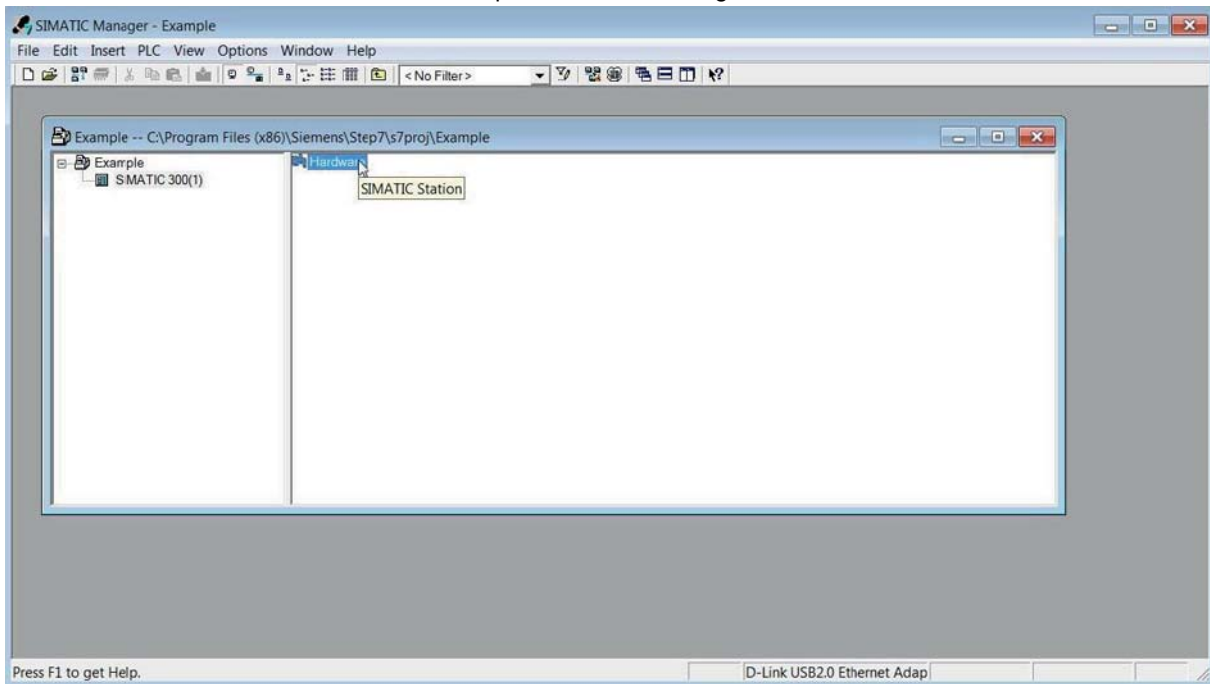 SIMATIC Manager - Example
File Edit Insert PLC View Options Window Help
< No Filter >
Example -- C:\Program Files (x86)\Siemens\Step7\s7proj\Example
Example
SIMATIC 300(1)
Hardware
SIMATIC Station
Press F1 to get Help.
D-Link USB2.0 Ethernet Adap